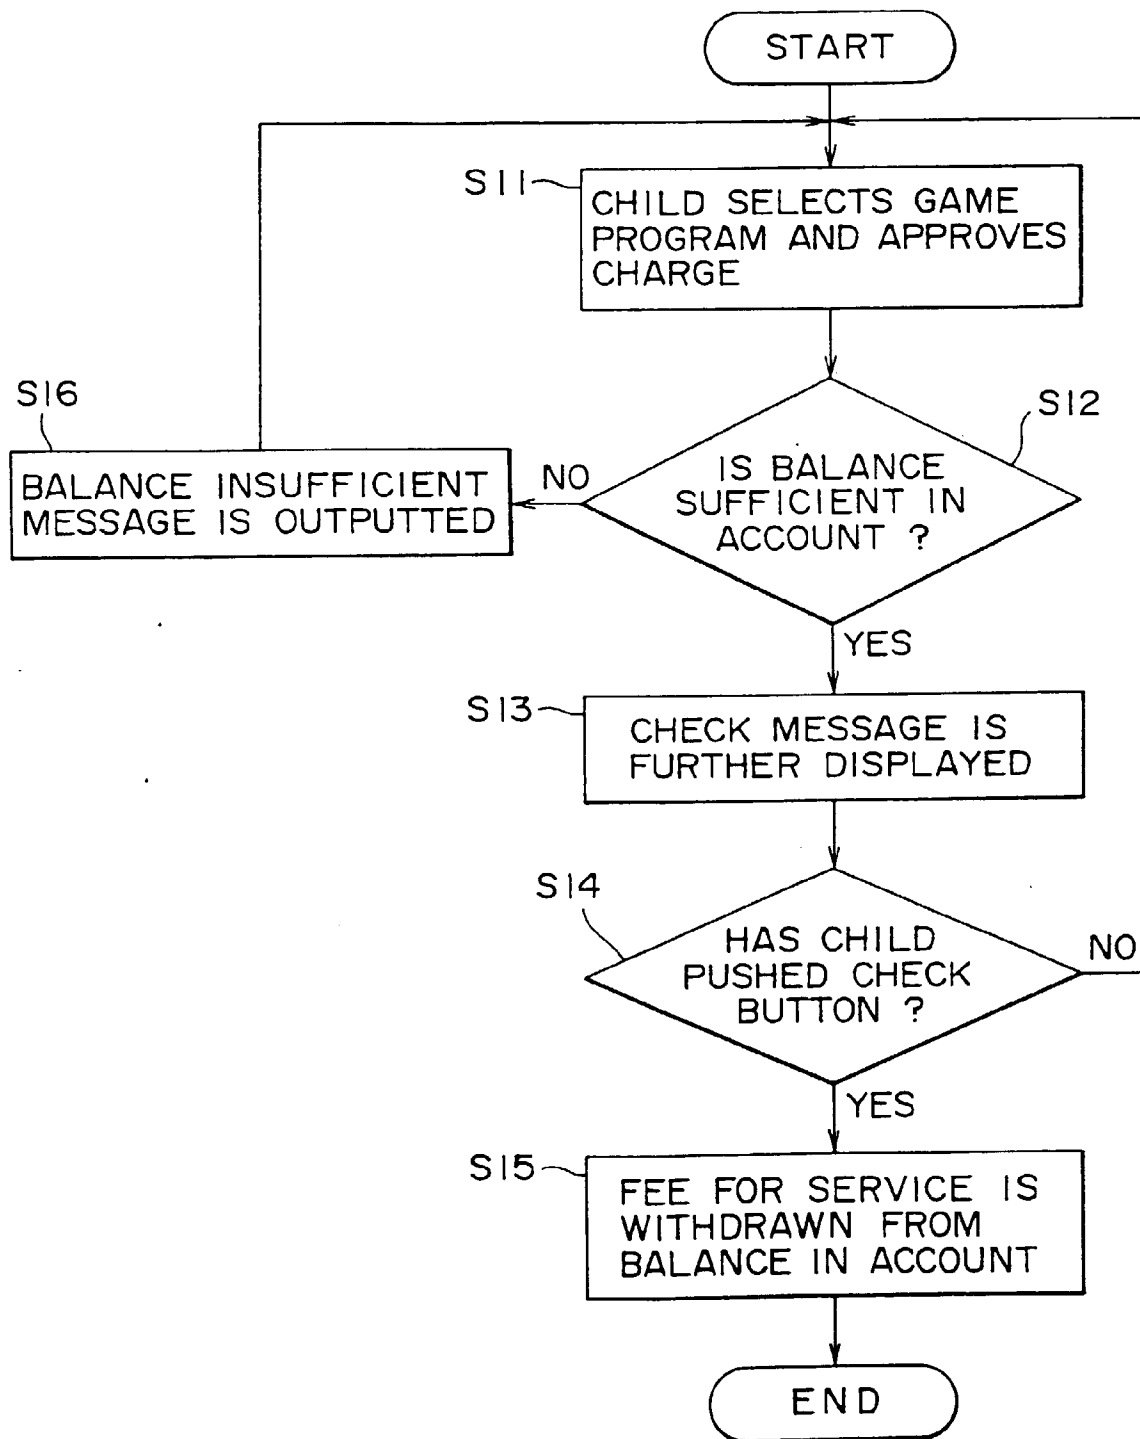 START
S11
CHILD SELECTS GAME
PROGRAM AND APPROVES
CHARGE
S16
S12
BALANCE INSUFFICIENT
MESSAGE IS OUTPUTTED
NO
IS BALANCE
SUFFICIENT IN
ACCOUNT ?
YES
S13
CHECK MESSAGE IS
FURTHER DISPLAYED
S14
HAS CHILD
PUSHED CHECK
BUTTON ?
NO
YES
S15
FEE FOR SERVICE IS
WITHDRAWN FROM
BALANCE IN ACCOUNT
END